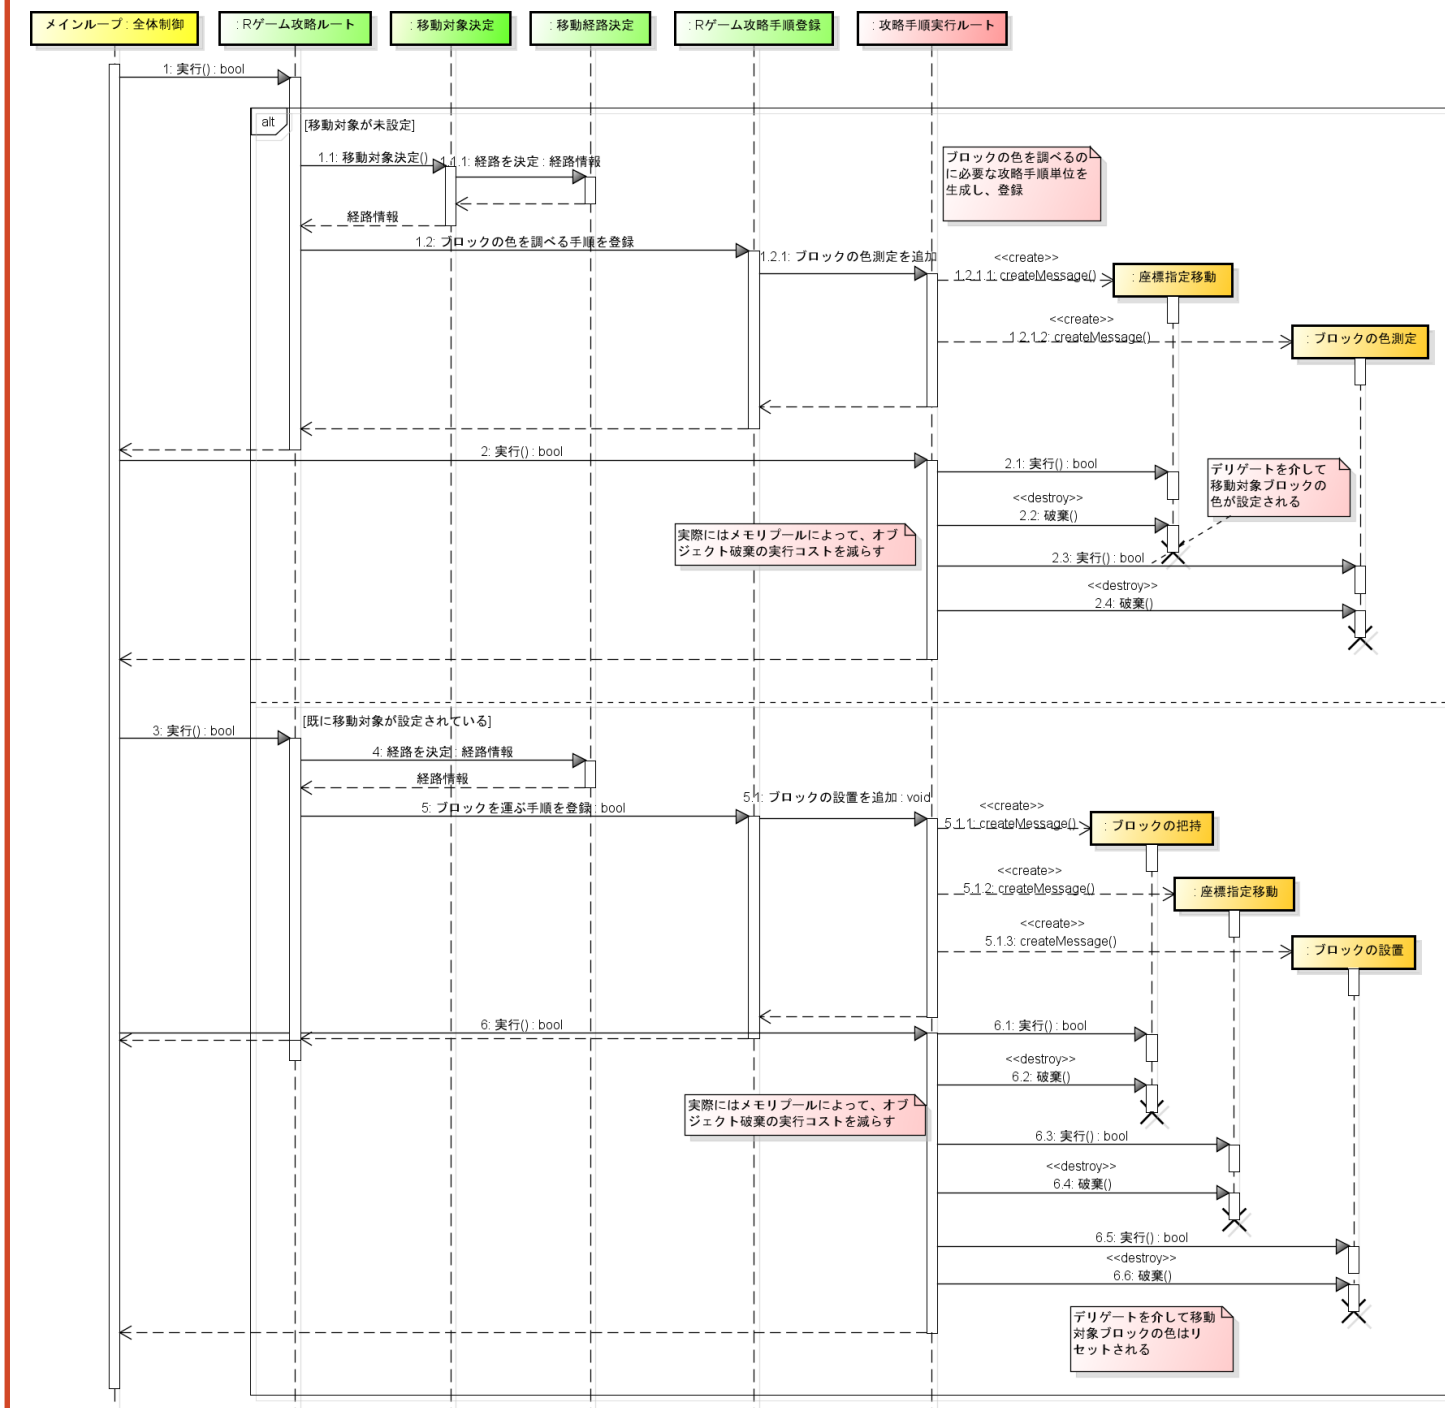 メインループ : 全体制御
: Rゲーム攻略ルート
: 移動対象決定
: 移動経路決定
: Rゲーム攻略手順登録
: 攻略手順実行ルート
1: 実行() : bool
alt
[移動対象が未設定]
1.1: 移動対象決定()
1.1.1: 経路を決定 : 経路情報
ブロックの色を調べるの
に必要な攻略手順単位を
生成し、登録
経路情報
1.2: ブロックの色を調べる手順を登録
1.2.1: ブロックの色測定を追加
<<create>>
1.2.1.1: createMessage()
: 座標指定移動
<<create>>
1.2.1.2: createMessage()
: ブロックの色測定
2: 実行() : bool
2.1: 実行() : bool
デリゲートを介して
移動対象ブロックの
色が設定される
<<destroy>>
2.2: 破棄()
実際にはメモリプールによって、オブ
ジェクト破棄の実行コストを減らす
2.3: 実行() : bool
<<destroy>>
2.4: 破棄()
[既に移動対象が設定されている]
3: 実行() : bool
4: 経路を決定 : 経路情報
経路情報
5: ブロックを運ぶ手順を登録 : bool
5.1: ブロックの設置を追加 : void
<<create>>
5.1.1: createMessage()
: ブロックの把持
<<create>>
5.1.2: createMessage()
: 座標指定移動
<<create>>
5.1.3: createMessage()
: ブロックの設置
6: 実行() : bool
6.1: 実行() : bool
<<destroy>>
6.2: 破棄()
実際にはメモリプールによって、オブ
ジェクト破棄の実行コストを減らす
6.3: 実行() : bool
<<destroy>>
6.4: 破棄()
6.5: 実行() : bool
<<destroy>>
6.6: 破棄()
デリゲートを介して移動
対象ブロックの色はリ
セットされる